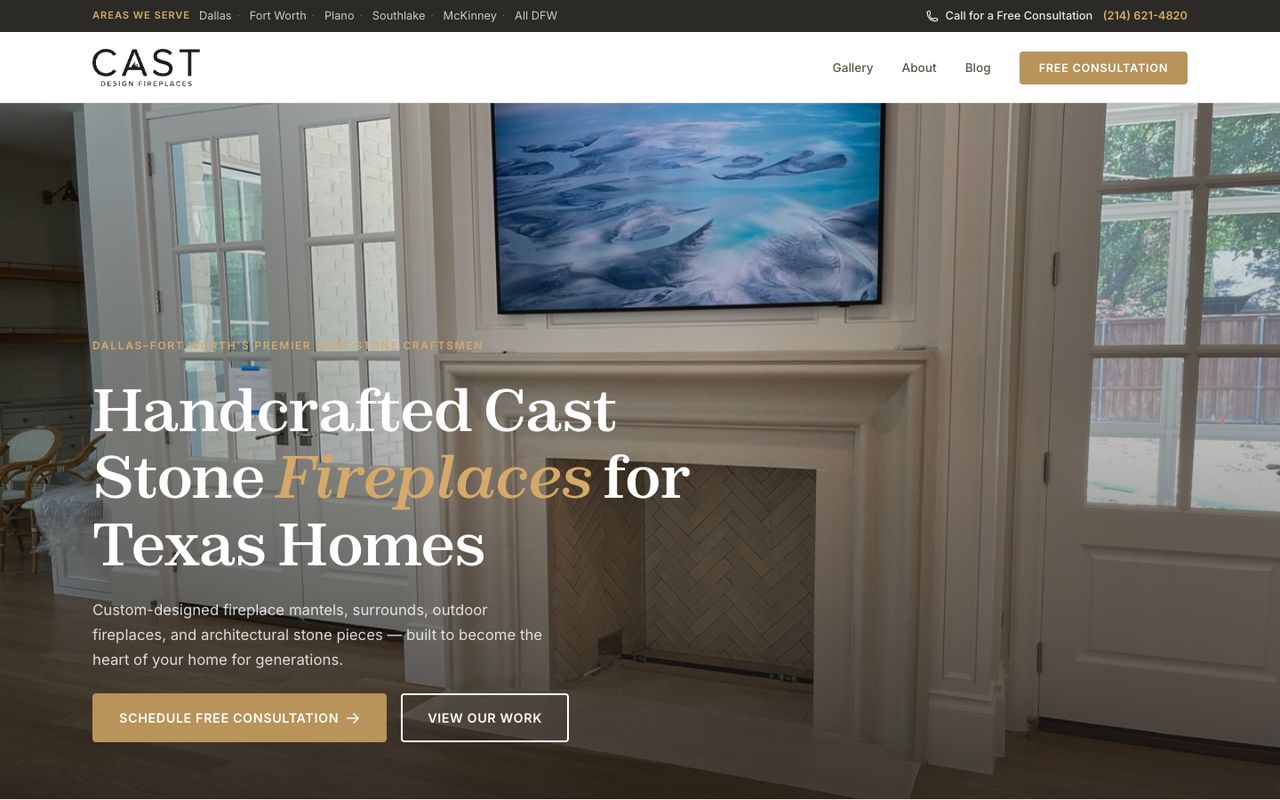 AREAS WE SERVE Dallas · Fort Worth · Plano · Southlake · McKinney · All DFW
Call for a Free Consultation (214) 621-4820
CAST
DESIGN FIREPLACES
Gallery About Blog FREE CONSULTATION
DALLAS–FORT WORTH'S PREMIER CAST STONE CRAFTSMEN
Handcrafted Cast
Stone Fireplaces for
Texas Homes
Custom-designed fireplace mantels, surrounds, outdoor
fireplaces, and architectural stone pieces — built to become the
heart of your home for generations.
SCHEDULE FREE CONSULTATION → VIEW OUR WORK